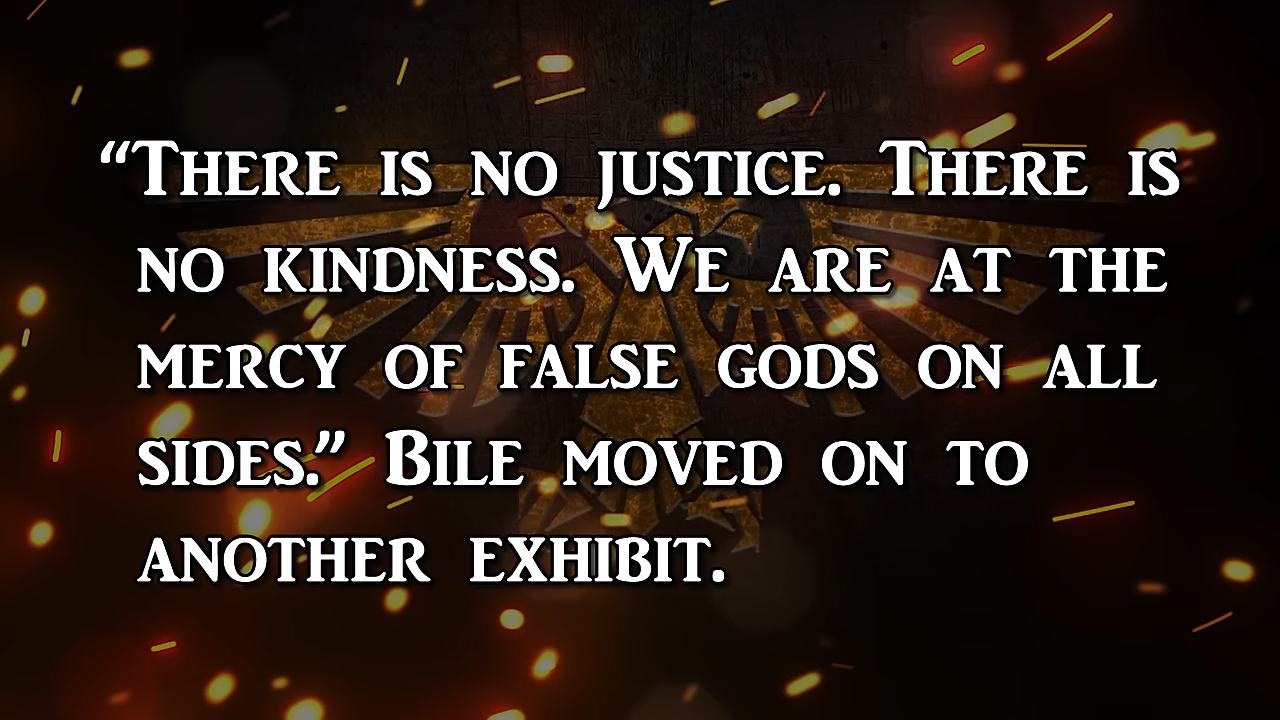 “There is no justice. There is
no kindness. We are at the
mercy of false gods on all
sides.” Bile moved on to
another exhibit.